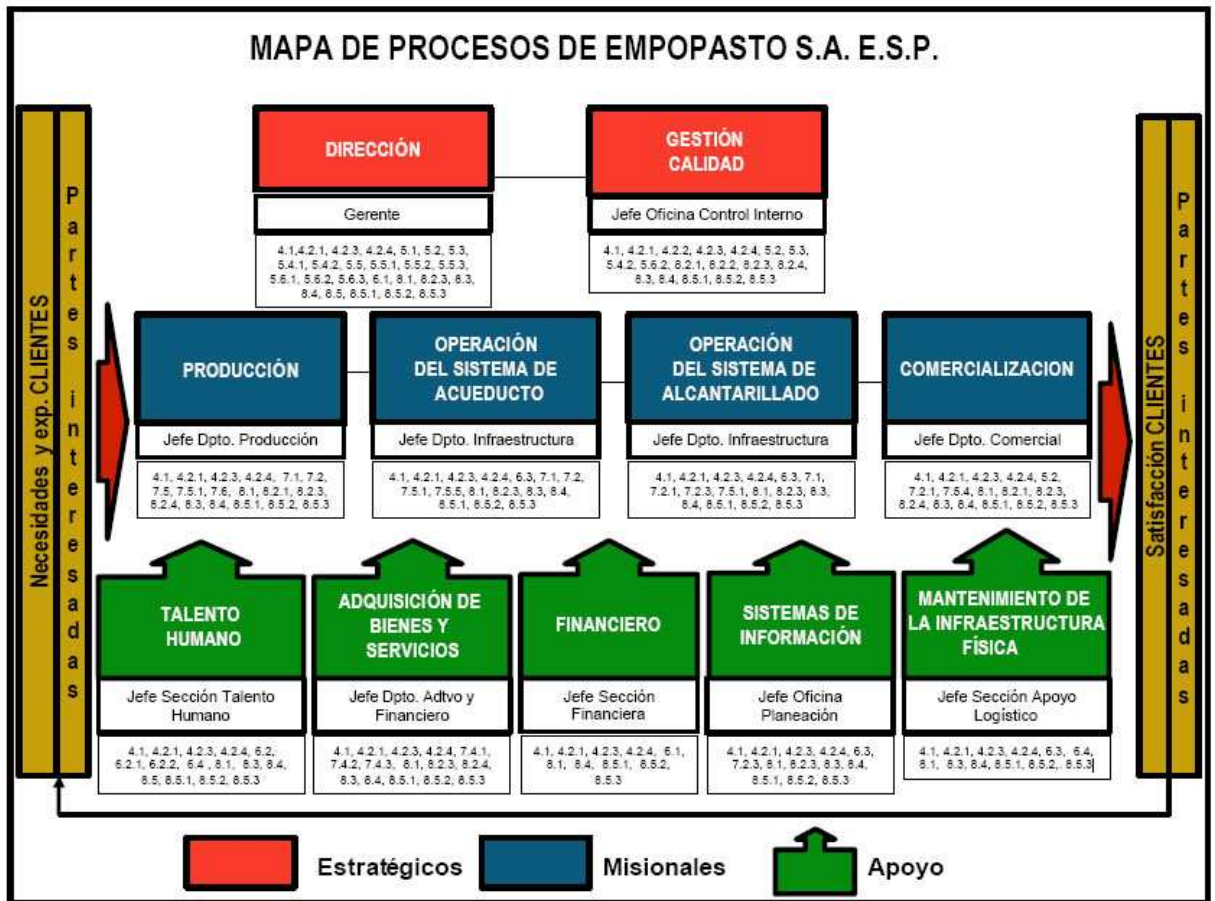 MAPA DE PROCESOS DE EMPOPASTO S.A. E.S.P.
Necesidades y exp. CLIENTES
Partes interesadas
DIRECCIÓN
Gerente
4.1,4.2.1, 4.2.3, 4.2.4, 5.1, 5.2, 5.3,
5.4.1, 5.4.2, 5.5, 5.5.1, 5.5.2, 5.5.3,
5.6.1, 5.6.2, 5.6.3, 6.1, 8.1, 8.2.3, 8.3,
8.4, 8.5, 8.5.1, 8.5.2, 8.5.3
GESTIÓN
CALIDAD
Jefe Oficina Control Interno
4.1, 4.2.1, 4.2.2, 4.2.3, 4.2.4, 5.2, 5.3,
5.4.2, 5.6.2, 8.2.1, 8.2.2, 8.2.3, 8.2.4,
8.3, 8.4, 8.5.1, 8.5.2, 8.5.3
PRODUCCIÓN
Jefe Dpto. Producción
4.1, 4.2.1, 4.2.3, 4.2.4, 7.1, 7.2,
7.5, 7.5.1, 7.6, 8.1, 8.2.1, 8.2.3,
8.2.4, 8.3, 8.4, 8.5.1, 8.5.2, 8.5.3
OPERACIÓN
DEL SISTEMA DE
ACUEDUCTO
Jefe Dpto. Infraestructura
4.1, 4.2.1, 4.2.3, 4.2.4, 6.3, 7.1, 7.2,
7.5.1, 7.5.5, 8.1, 8.2.3, 8.3, 8.4,
8.5.1, 8.5.2, 8.5.3
OPERACIÓN
DEL SISTEMA DE
ALCANTARILLADO
Jefe Dpto. Infraestructura
4.1, 4.2.1, 4.2.3, 4.2.4, 6.3, 7.1,
7.2.1, 7.2.3, 7.5.1, 8.1, 8.2.3, 8.3,
8.4, 8.5.1, 8.5.2, 8.5.3
COMERCIALIZACION
Jefe Dpto. Comercial
4.1, 4.2.1, 4.2.3, 4.2.4, 5.2,
7.2.1, 7.5.4, 8.1, 8.2.1, 8.2.3,
8.2.4, 8.3, 8.4, 8.5.1, 8.5.2, 8.5.3
TALENTO
HUMANO
Jefe Sección Talento
Humano
4.1, 4.2.1, 4.2.3, 4.2.4, 6.2,
6.2.1, 6.2.2, 6.4 , 8.1, 8.3, 8.4,
8.5, 8.5.1, 8.5.2, 8.5.3
ADQUISICIÓN DE
BIENES Y
SERVICIOS
Jefe Dpto. Adtvo y
Financiero
4.1, 4.2.1, 4.2.3, 4.2.4, 7.4.1,
7.4.2, 7.4.3, 8.1, 8.2.3, 8.2.4,
8.3, 8.4, 8.5.1, 8.5.2, 8.5.3
FINANCIERO
Jefe Sección
Financiera
4.1, 4.2.1, 4.2.3, 4.2.4, 6.1,
8.1, 8.4, 8.5.1, 8.5.2,
8.5.3
SISTEMAS DE
INFORMACIÓN
Jefe Oficina
Planeación
4.1, 4.2.1, 4.2.3, 4.2.4, 6.3,
7.2.3, 8.1, 8.2.3, 8.3, 8.4,
8.5.1, 8.5.2, 8.5.3
MANTENIMIENTO DE
LA INFRAESTRUCTURA
FÍSICA
Jefe Sección Apoyo
Logístico
4.1, 4.2.1, 4.2.3, 4.2.4, 6.3, 6.4,
8.1, 8.3, 8.4, 8.5.1, 8.5.2, 8.5.3
Satisfacción CLIENTES
Partes interesadas
Estratégicos
Misionales
Apoyo